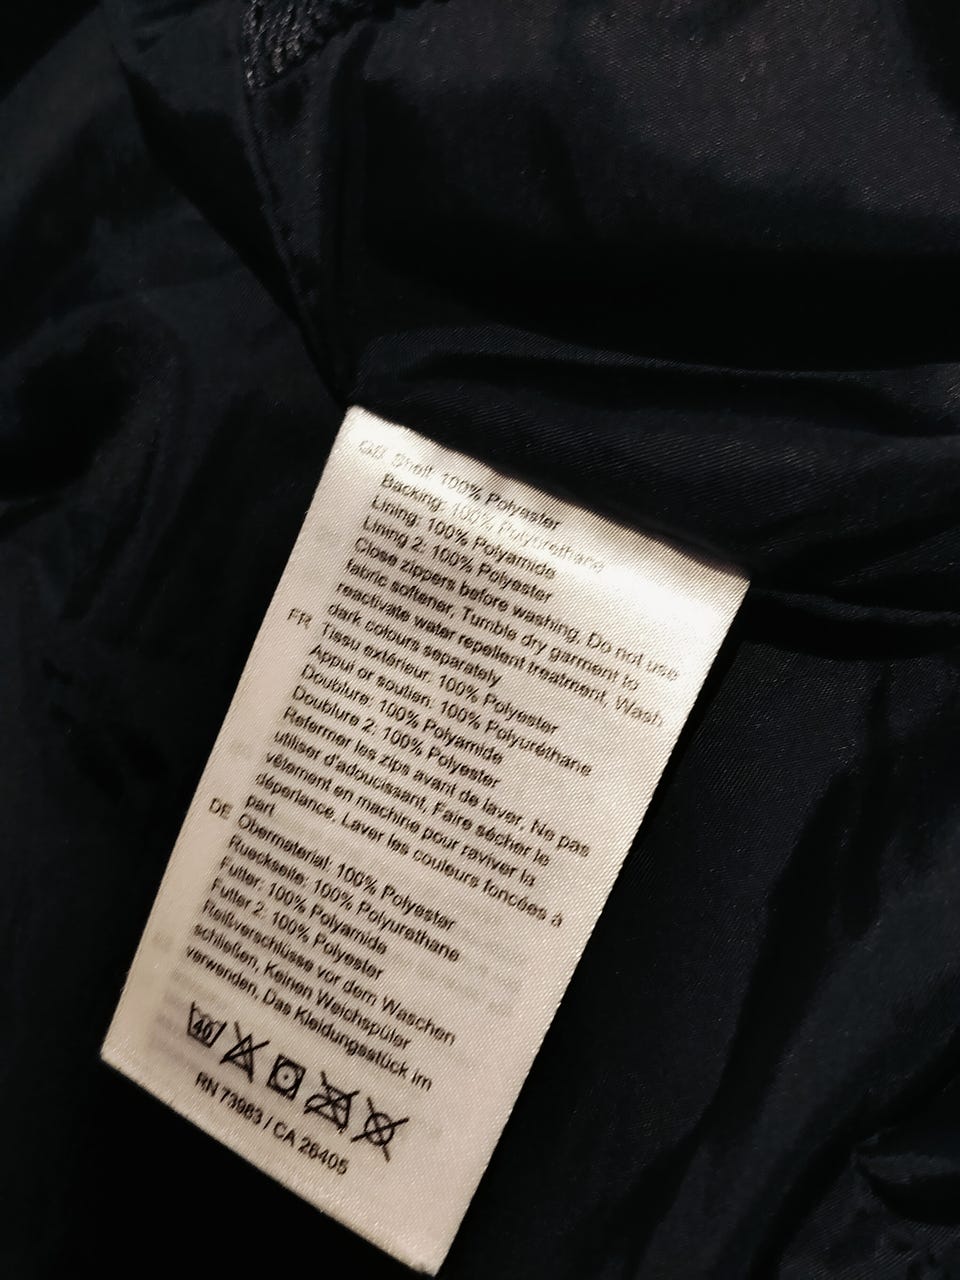 GB Shell: 100% Polyester
Backing: 100% Polyurethane
Lining: 100% Polyamide
Lining 2: 100% Polyester
Close zippers before washing, Do not use
fabric softener, Tumble dry garment to
reactivate water repellent treatment, Wash
dark colours separately
FR Tissu extérieur: 100% Polyester
Appui or soutien: 100% Polyuréthane
Doublure: 100% Polyamide
Doublure 2: 100% Polyester
Refermer les zips avant de laver, Ne pas
utiliser d'adoucissant, Faire sécher le
vêtement en machine pour raviver la
déperlance, Laver les couleurs foncées à
part
DE Obermaterial: 100% Polyester
Rueckseite: 100% Polyurethane
Futter: 100% Polyamide
Futter 2: 100% Polyester
Reißverschlüsse vor dem Waschen
schließen, Keinen Weichspüler
verwenden, Das Kleidungsstück im
40
RN 73983 / CA 26405